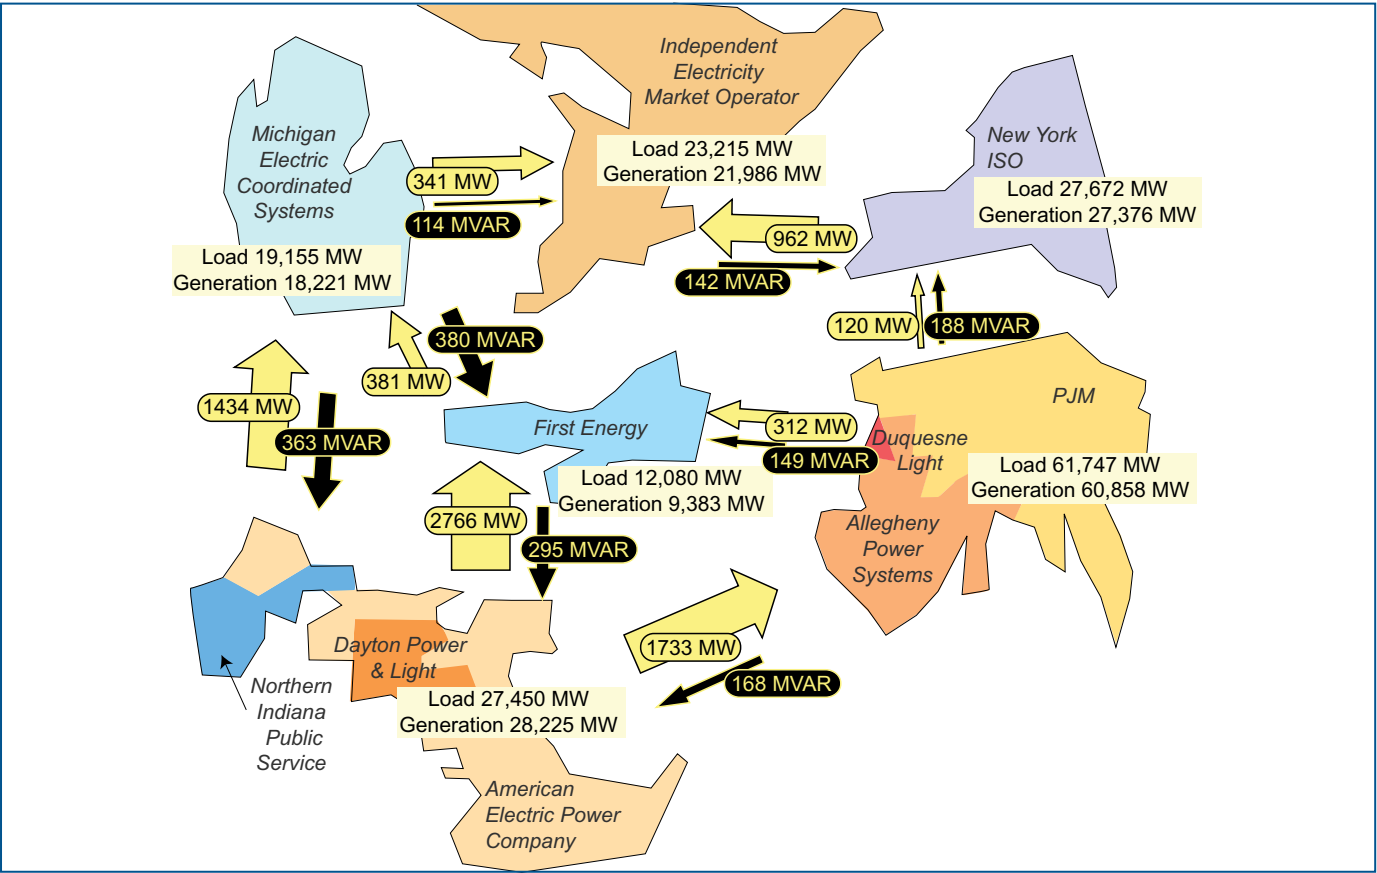 Independent
Electricity
Market Operator
Load 23,215 MW
Generation 21,986 MW
Michigan
Electric
Coordinated
Systems
Load 19,155 MW
Generation 18,221 MW
341 MW
114 MVAR
New York
ISO
Load 27,672 MW
Generation 27,376 MW
962 MW
142 MVAR
120 MW
188 MVAR
380 MVAR
381 MW
1434 MW
363 MVAR
First Energy
Load 12,080 MW
Generation 9,383 MW
312 MW
149 MVAR
PJM
Duquesne
Light
Load 61,747 MW
Generation 60,858 MW
Allegheny
Power
Systems
2766 MW
295 MVAR
1733 MW
168 MVAR
Dayton Power
& Light
Load 27,450 MW
Generation 28,225 MW
Northern
Indiana
Public
Service
American
Electric Power
Company